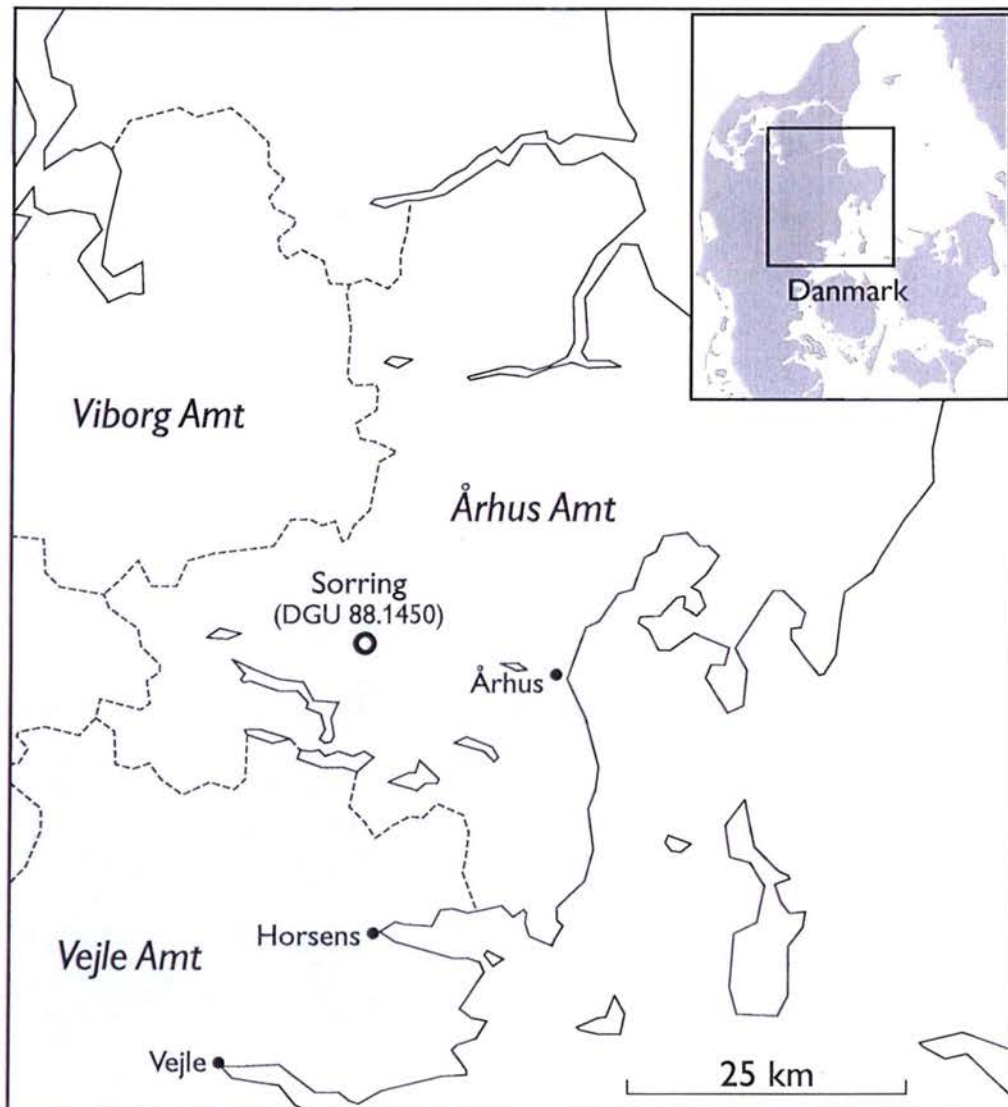 Danmark
Viborg Amt
Århus Amt
Sorring
(DGU 88.1450)
Århus
Horsens
Vejle Amt
Vejle
25 km